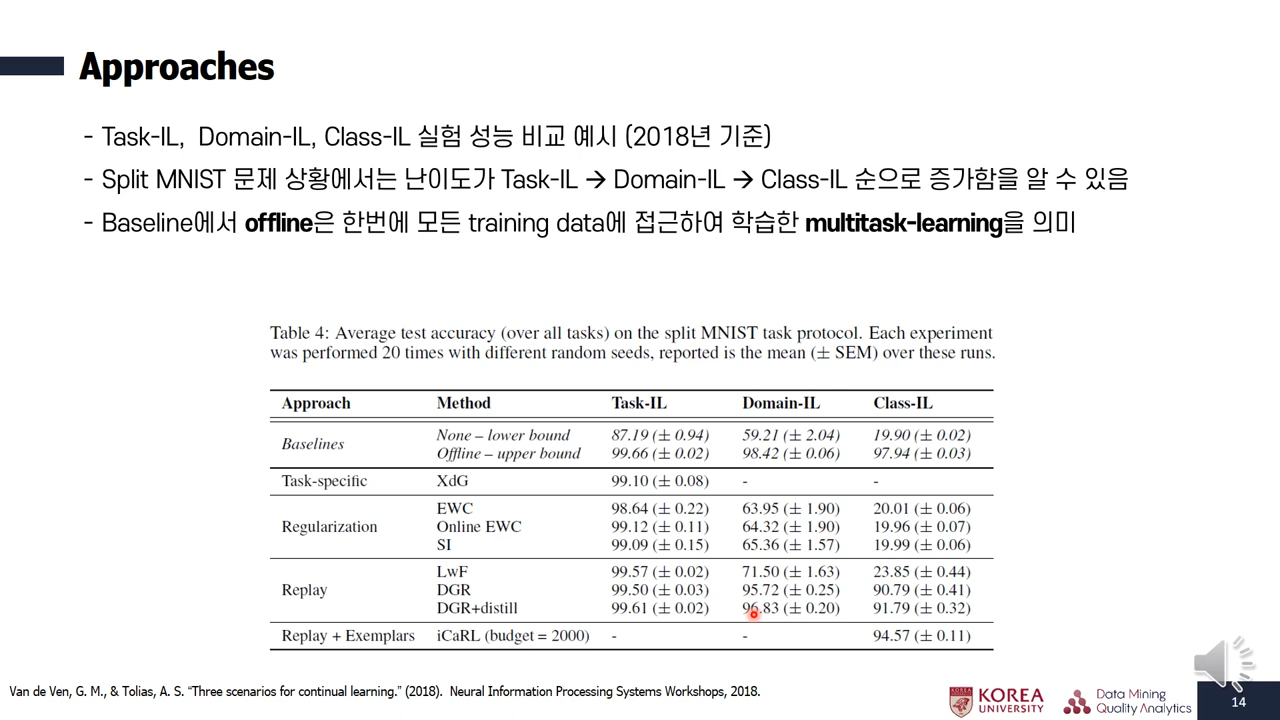 Approaches
- Task-IL, Domain-IL, Class-IL 실험 성능 비교 예시 (2018년 기준)
- Split MNIST 문제 상황에서는 난이도가 Task-IL → Domain-IL → Class-IL 순으로 증가함을 알 수 있음
- Baseline에서 offline은 한번에 모든 training data에 접근하여 학습한 multitask-learning을 의미
Table 4: Average test accuracy (over all tasks) on the split MNIST task protocol. Each experiment
was performed 20 times with different random seeds, reported is the mean (± SEM) over these runs.
Approach Method Task-IL Domain-IL Class-IL
Baselines None – lower bound 87.19 (± 0.94) 59.21 (± 2.04) 19.90 (± 0.02)
Offline – upper bound 99.66 (± 0.02) 98.42 (± 0.06) 97.94 (± 0.03)
Task-specific XdG 99.10 (± 0.08) - -
Regularization EWC 98.64 (± 0.22) 63.95 (± 1.90) 20.01 (± 0.06)
Online EWC 99.12 (± 0.11) 64.32 (± 1.90) 19.96 (± 0.07)
SI 99.09 (± 0.15) 65.36 (± 1.57) 19.99 (± 0.06)
Replay LwF 99.57 (± 0.02) 71.50 (± 1.63) 23.85 (± 0.44)
DGR 99.50 (± 0.03) 95.72 (± 0.25) 90.79 (± 0.41)
DGR+distill 99.61 (± 0.02) 96.83 (± 0.20) 91.79 (± 0.32)
Replay + Exemplars iCaRL (budget = 2000) - - 94.57 (± 0.11)
Van de Ven, G. M., & Tolias, A. S. "Three scenarios for continual learning." (2018). Neural Information Processing Systems Workshops, 2018.
KOREA
UNIVERSITY
Data Mining
Quality Analytics
14